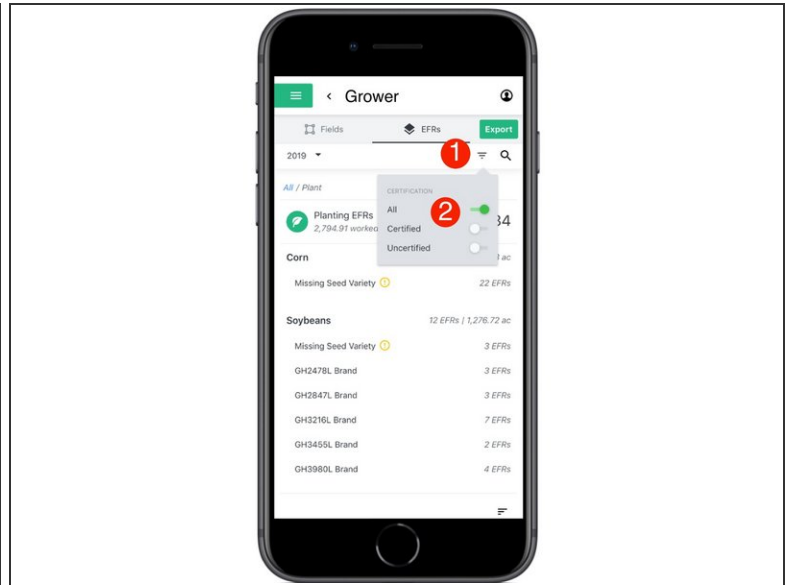 Grower
Fields EFRs Export
2019 1
All / Plant
CERTIFICATION
All 2
Certified
Uncertified
Planting EFRs 34
2,794.91 worked
Corn ac
Missing Seed Variety 22 EFRs
Soybeans 12 EFRs | 1,276.72 ac
Missing Seed Variety 3 EFRs
GH2478L Brand 3 EFRs
GH2847L Brand 3 EFRs
GH3216L Brand 7 EFRs
GH3455L Brand 2 EFRs
GH3980L Brand 4 EFRs